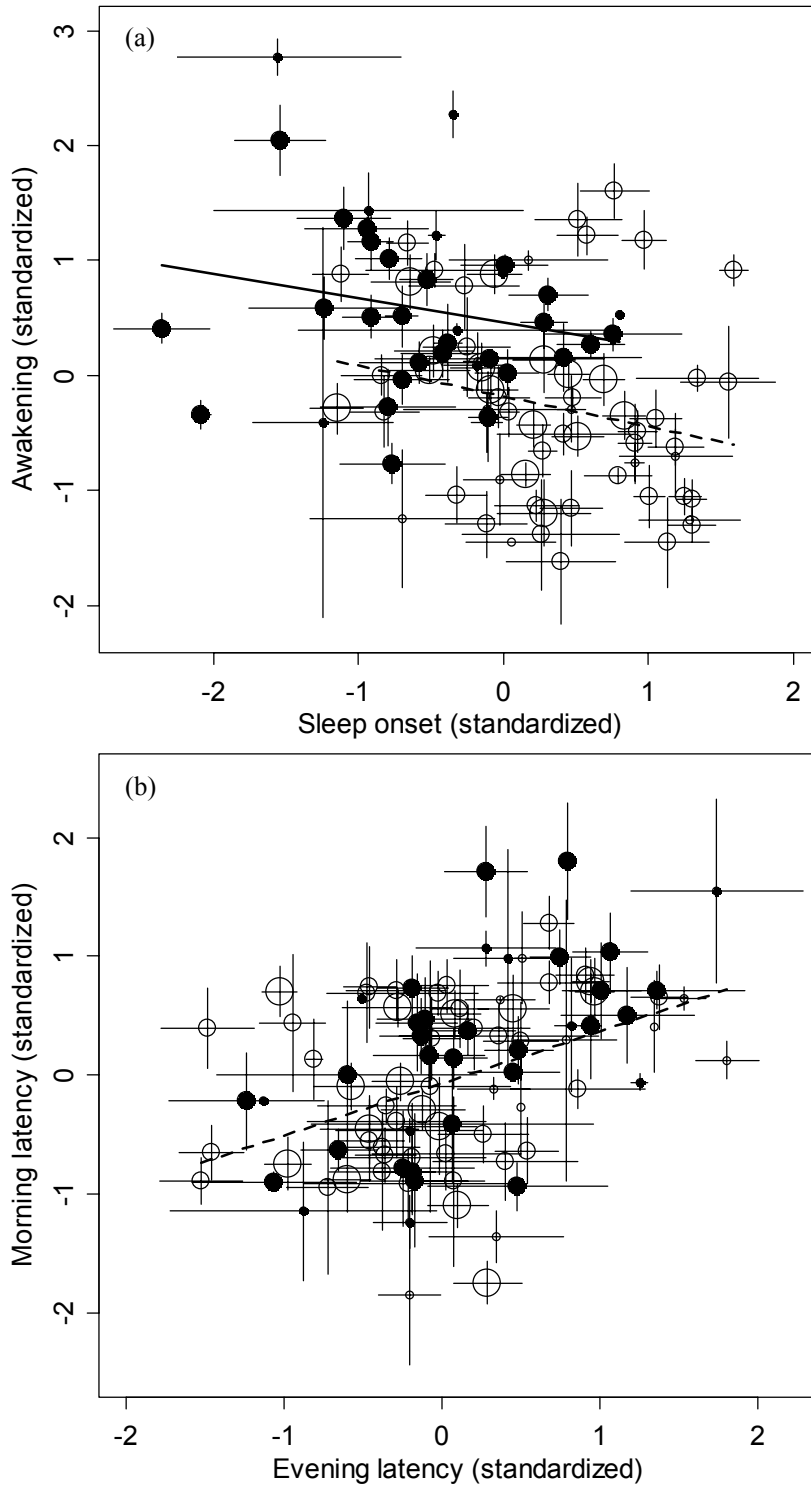 (a)
3
2
1
0
-1
-2
Awakening (standardized)
-2 -1 0 1 2
Sleep onset (standardized)
(b)
2
1
0
-1
-2
Morning latency (standardized)
-2 -1 0 1 2
Evening latency (standardized)